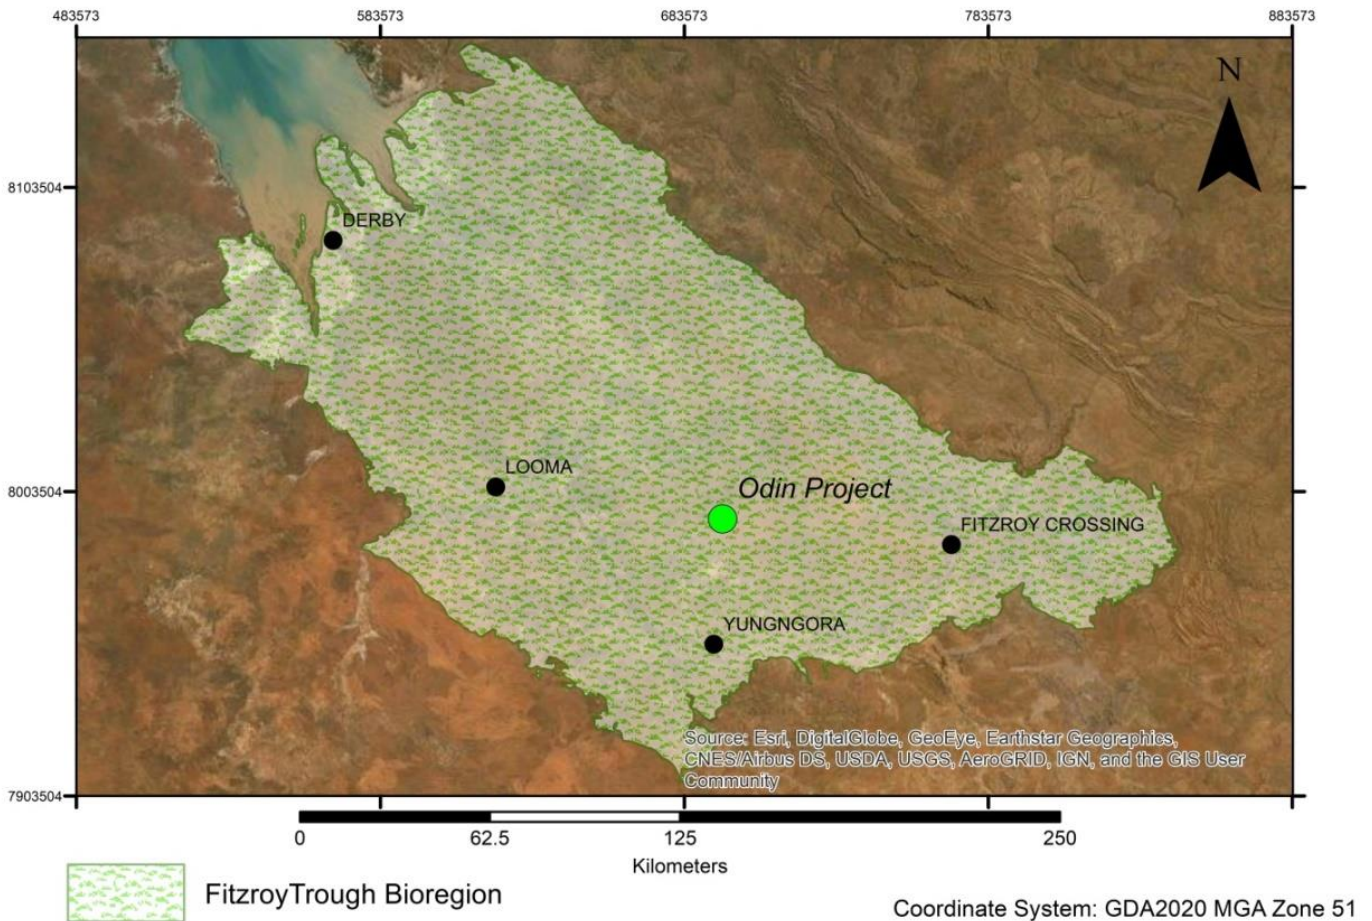 483573 583573 683573 783573 883573
N
8103504
DERBY
LOOMA
8003504
Odin Project
FITZROY CROSSING
YUNGNGORA
Source: Esri, DigitalGlobe, GeoEye, Earthstar Geographics,
CNES/Airbus DS, USDA, USGS, AeroGRID, IGN, and the GIS User
Community
7903504
0 62.5 125 250
Kilometers
FitzroyTrough Bioregion
Coordinate System: GDA2020 MGA Zone 51